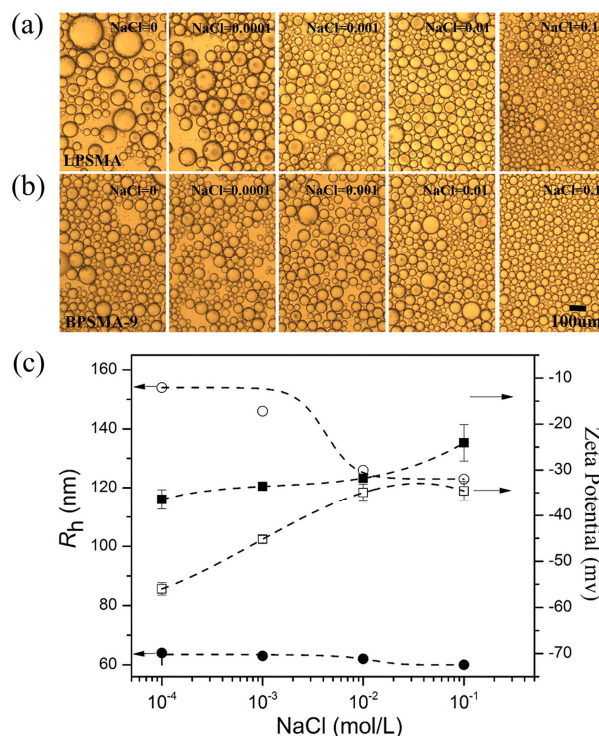 (a)
NaCl=0 NaCl=0.0001 NaCl=0.001 NaCl=0.01 NaCl=0.1
LPSMA
(b)
NaCl=0 NaCl=0.0001 NaCl=0.001 NaCl=0.01 NaCl=0.1
BPSMA-9
100um
(c)
160
140
120
100
80
60
Rh (nm)
-10
-20
-30
-40
-50
-60
-70
Zeta Potential (mv)
10⁻⁴ 10⁻³ 10⁻² 10⁻¹
NaCl (mol/L)